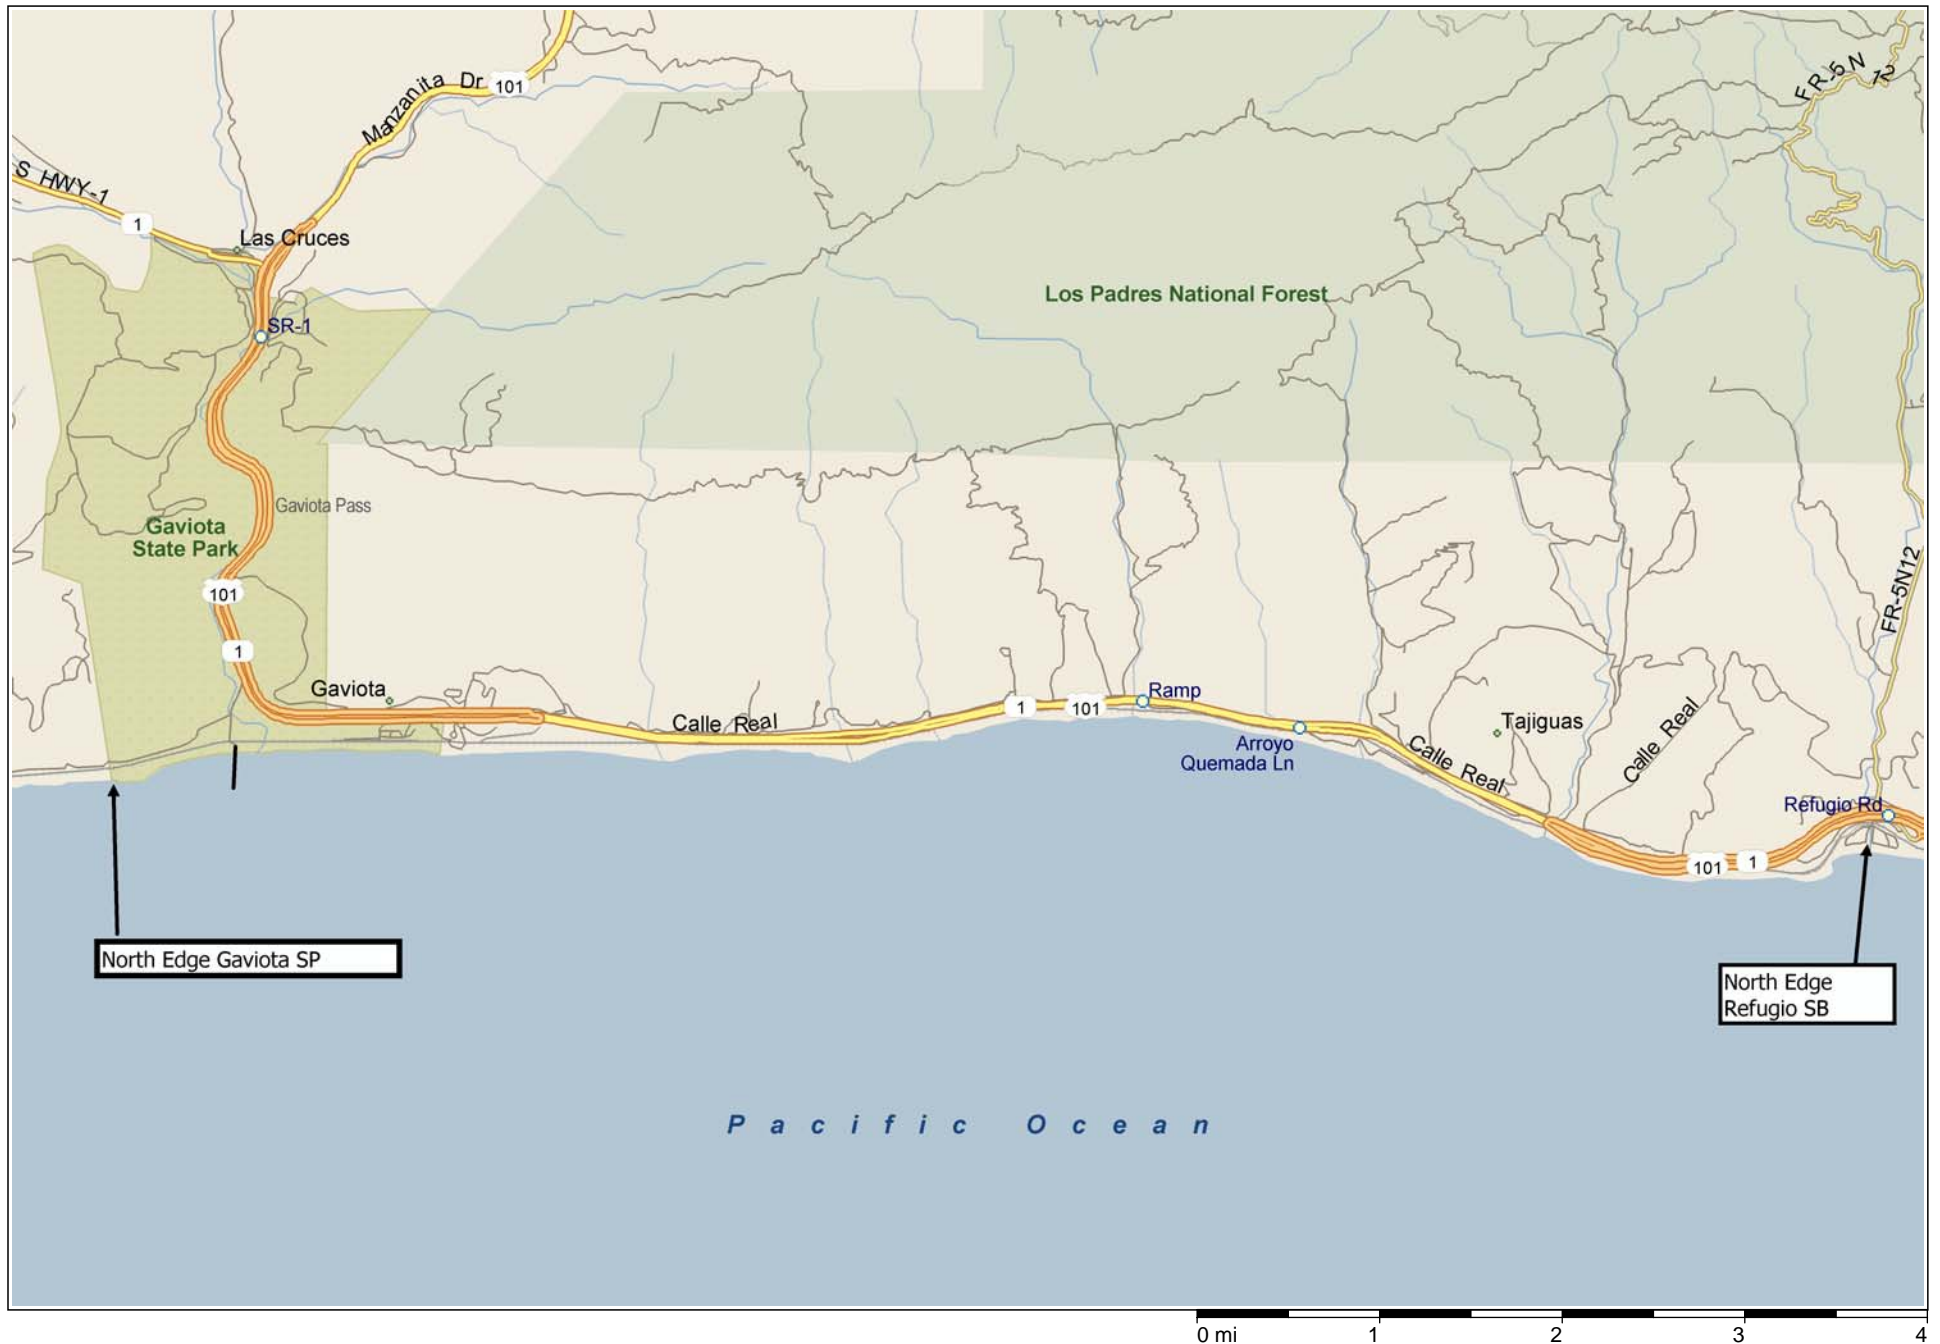 FR-5 N 12
Manzanita Dr
101
S HWY-1
1
Las Cruces
Los Padres National Forest
SR-1
Gaviota Pass
Gaviota
State Park
101
FR-5N12
1
Gaviota
Ramp
1
101
Calle Real
Tajiguas
Calle Real
Arroyo
Quemada Ln
Calle Real
Refugio Rd
101
1
North Edge Gaviota SP
North Edge
Refugio SB
Pacific Ocean
0 mi
1
2
3
4